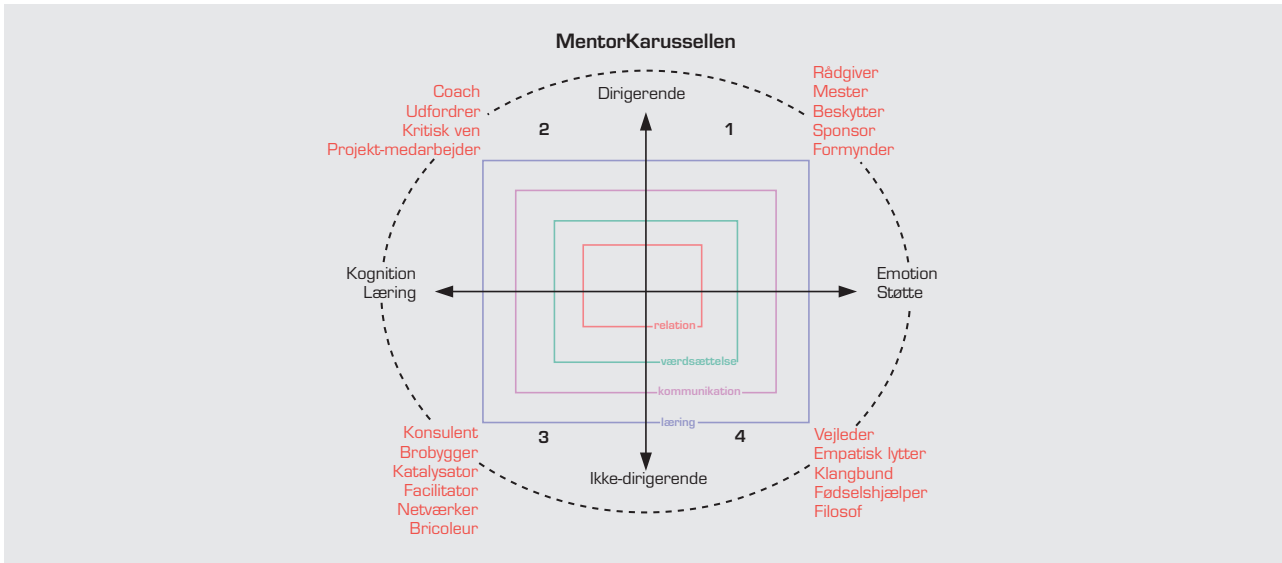 MentorKarussellen
Dirigerende
Coach
Udfordrer
Kritisk ven
Projekt-medarbejder
2
1
Rådgiver
Mester
Beskytter
Sponsor
Formynder
Kognition
Læring
Emotion
Støtte
relation
værdsættelse
kommunikation
læring
3
4
Konsulent
Brobygger
Katalysator
Facilitator
Netværker
Bricoleur
Ikke-dirigerende
Vejleder
Empatisk lytter
Klangbund
Fødselshjælper
Filosof